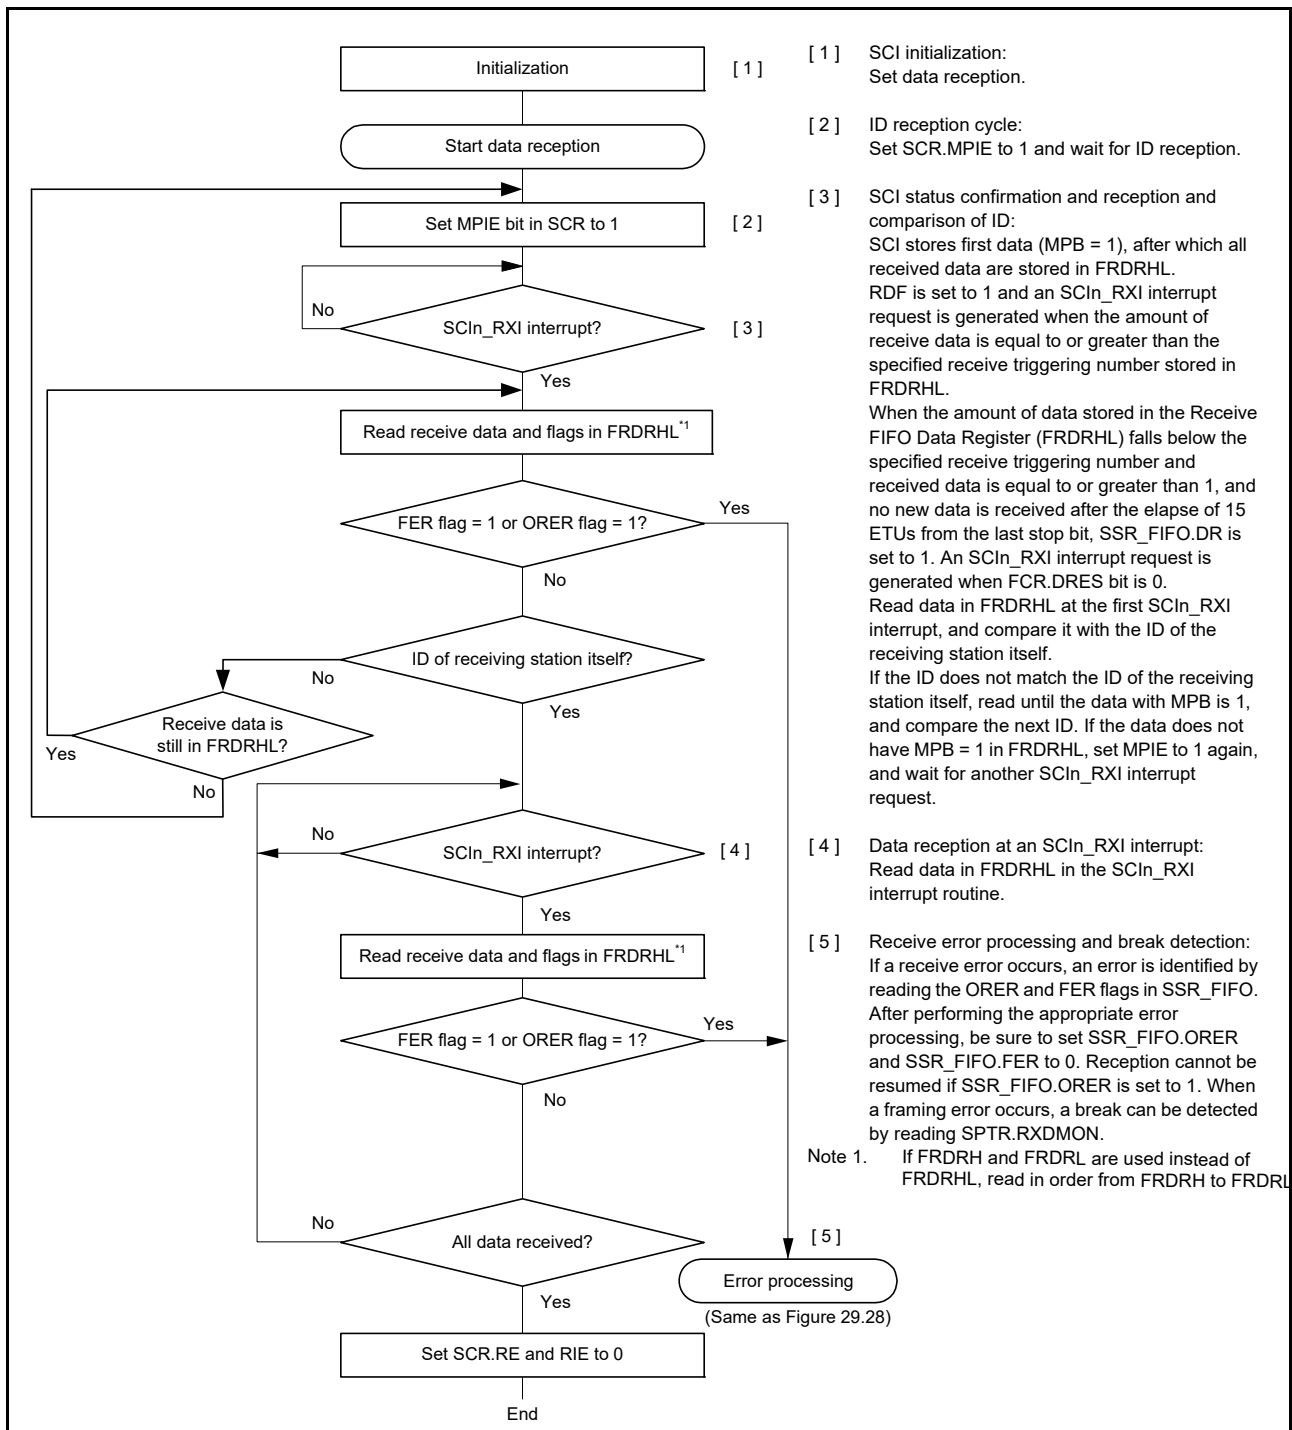 Initialization
[ 1 ]
Start data reception
Set MPIE bit in SCR to 1
[ 2 ]
No
SCIn_RXI interrupt?
[ 3 ]
Yes
Read receive data and flags in FRDRHL*1
FER flag = 1 or ORER flag = 1?
Yes
No
ID of receiving station itself?
No
Yes
Receive data is
still in FRDRHL?
Yes
No
No
SCIn_RXI interrupt?
[ 4 ]
Yes
Read receive data and flags in FRDRHL*1
FER flag = 1 or ORER flag = 1?
Yes
No
No
All data received?
Yes
[ 5 ]
Error processing
(Same as Figure 29.28)
Set SCR.RE and RIE to 0
End
[ 1 ] SCI initialization:
Set data reception.
[ 2 ] ID reception cycle:
Set SCR.MPIE to 1 and wait for ID reception.
[ 3 ] SCI status confirmation and reception and
comparison of ID:
SCI stores first data (MPB = 1), after which all
received data are stored in FRDRHL.
RDF is set to 1 and an SCIn_RXI interrupt
request is generated when the amount of
receive data is equal to or greater than the
specified receive triggering number stored in
FRDRHL.
When the amount of data stored in the Receive
FIFO Data Register (FRDRHL) falls below the
specified receive triggering number and
received data is equal to or greater than 1, and
no new data is received after the elapse of 15
ETUs from the last stop bit, SSR_FIFO.DR is
set to 1. An SCIn_RXI interrupt request is
generated when FCR.DRES bit is 0.
Read data in FRDRHL at the first SCIn_RXI
interrupt, and compare it with the ID of the
receiving station itself.
If the ID does not match the ID of the receiving
station itself, read until the data with MPB is 1,
and compare the next ID. If the data does not
have MPB = 1 in FRDRHL, set MPIE to 1 again,
and wait for another SCIn_RXI interrupt
request.
[ 4 ] Data reception at an SCIn_RXI interrupt:
Read data in FRDRHL in the SCIn_RXI
interrupt routine.
[ 5 ] Receive error processing and break detection:
If a receive error occurs, an error is identified by
reading the ORER and FER flags in SSR_FIFO.
After performing the appropriate error
processing, be sure to set SSR_FIFO.ORER
and SSR_FIFO.FER to 0. Reception cannot be
resumed if SSR_FIFO.ORER is set to 1. When
a framing error occurs, a break can be detected
by reading SPTR.RXDMON.
Note 1. If FRDRH and FRDRL are used instead of
FRDRHL, read in order from FRDRH to FRDRL